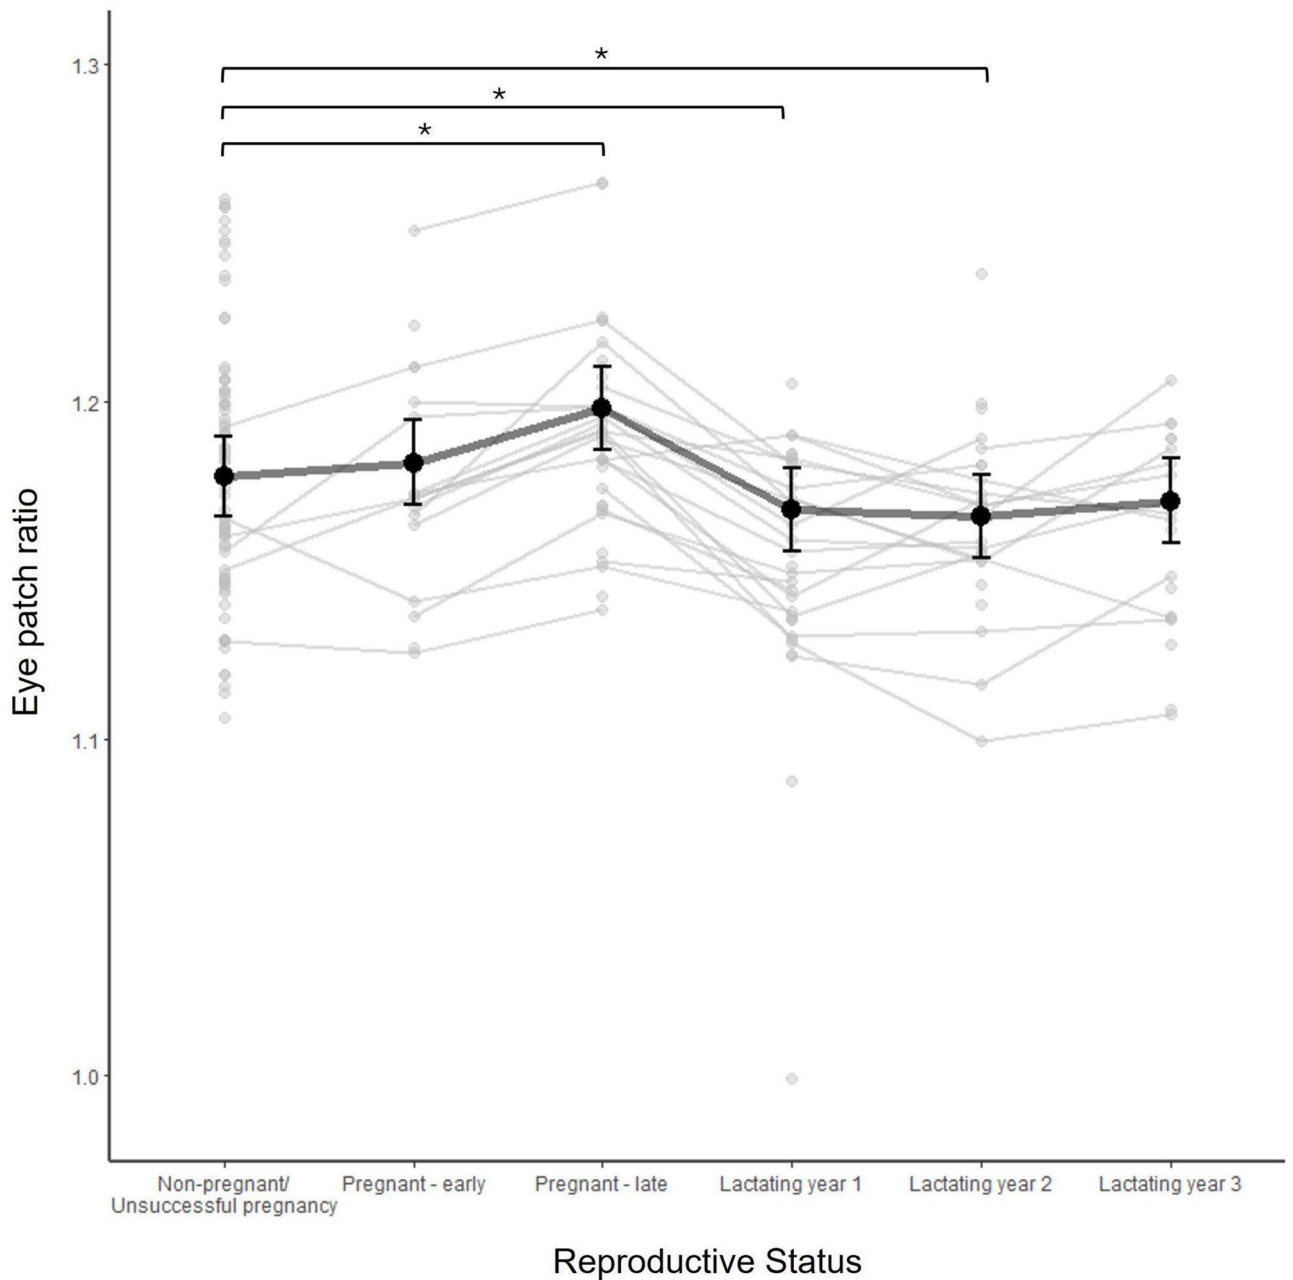 *
*
*
1.3
1.2
1.1
1.0
Eye patch ratio
Non-pregnant/ Pregnant - early Pregnant - late Lactating year 1 Lactating year 2 Lactating year 3
Unsuccessful pregnancy
Reproductive Status